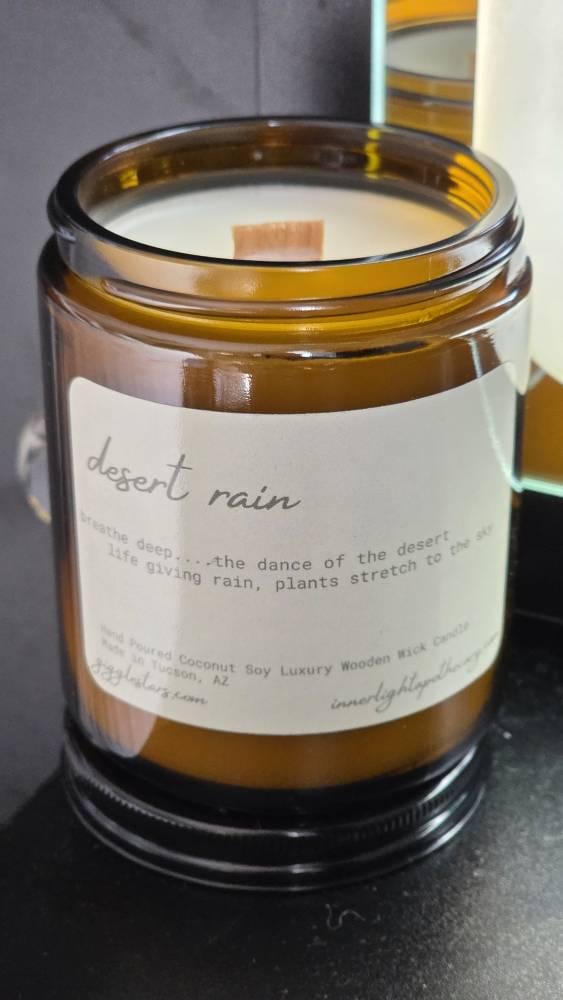 desert rain
breathe deep....the dance of the desert
life giving rain, plants stretch to the sky
Hand Poured Coconut Soy Luxury Wooden Wick Candle
Made in Tucson, AZ
gigglestars.com
innerlightapothecary.com